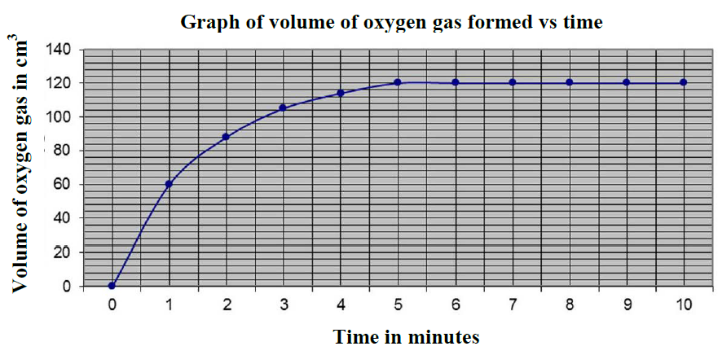 Graph of volume of oxygen gas formed vs time
Volume of oxygen gas in cm³
140
120
100
80
60
40
20
0
0 1 2 3 4 5 6 7 8 9 10
Time in minutes